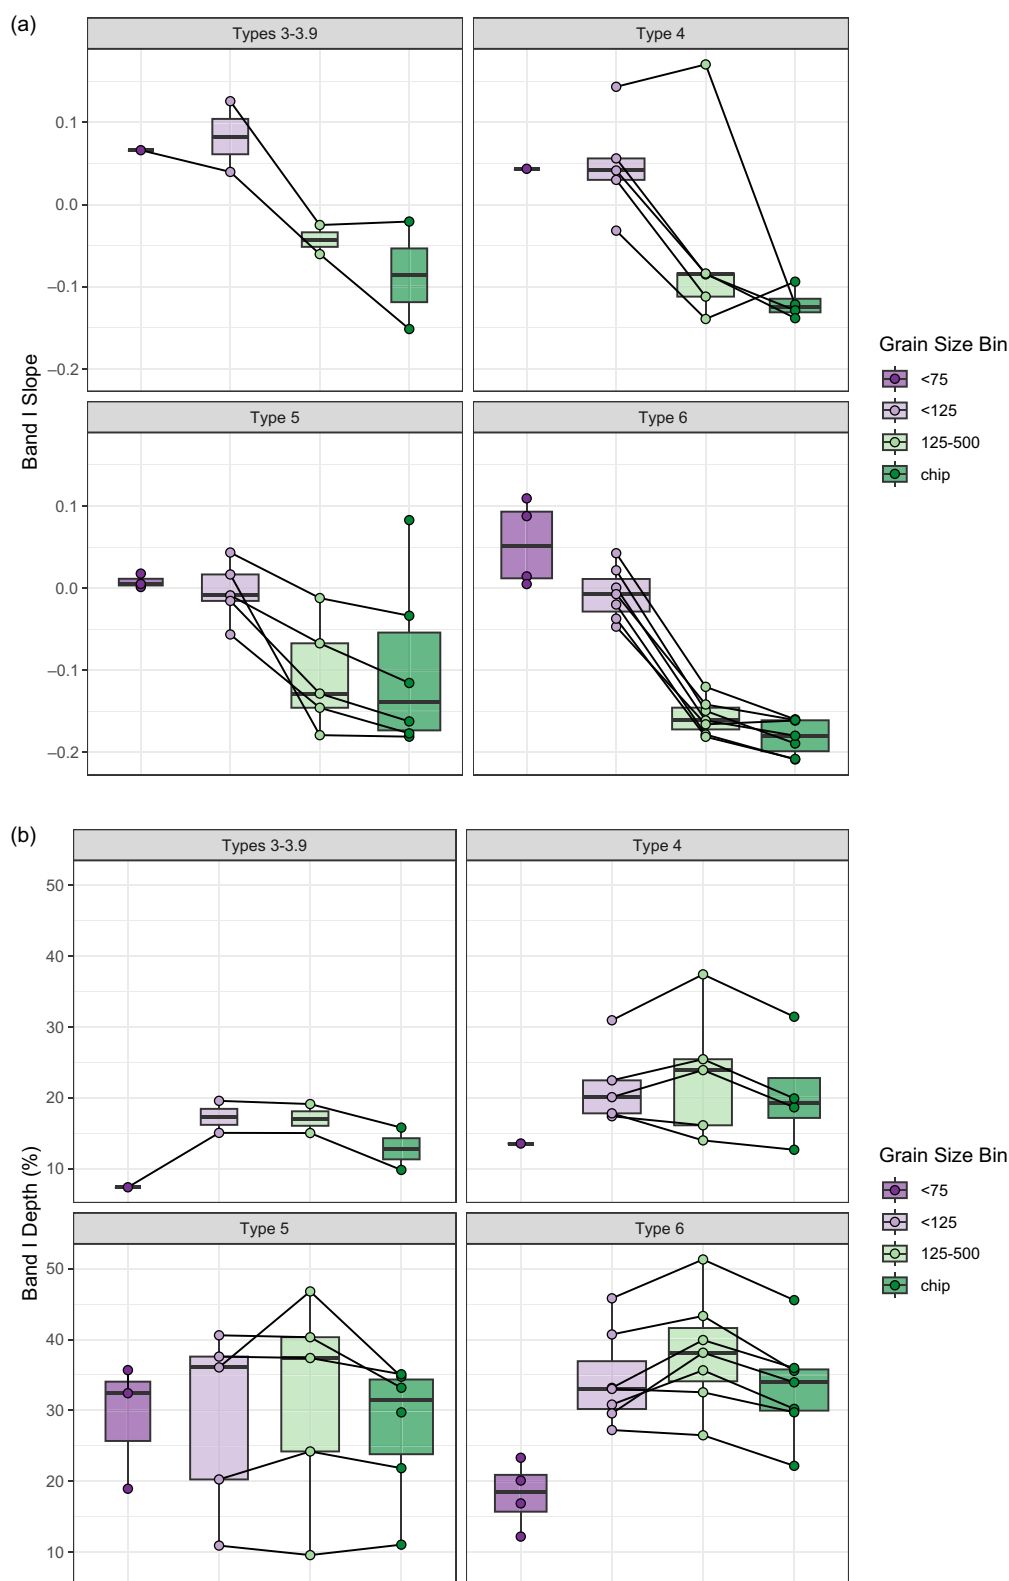 (a)
Types 3-3.9
Type 4
0.1
0.0
−0.1
−0.2
Type 5
Type 6
0.1
0.0
−0.1
−0.2
Band I Slope
Grain Size Bin
<75
<125
125-500
chip
(b)
Types 3-3.9
Type 4
50
40
30
20
10
Type 5
Type 6
50
40
30
20
10
Band I Depth (%)
Grain Size Bin
<75
<125
125-500
chip